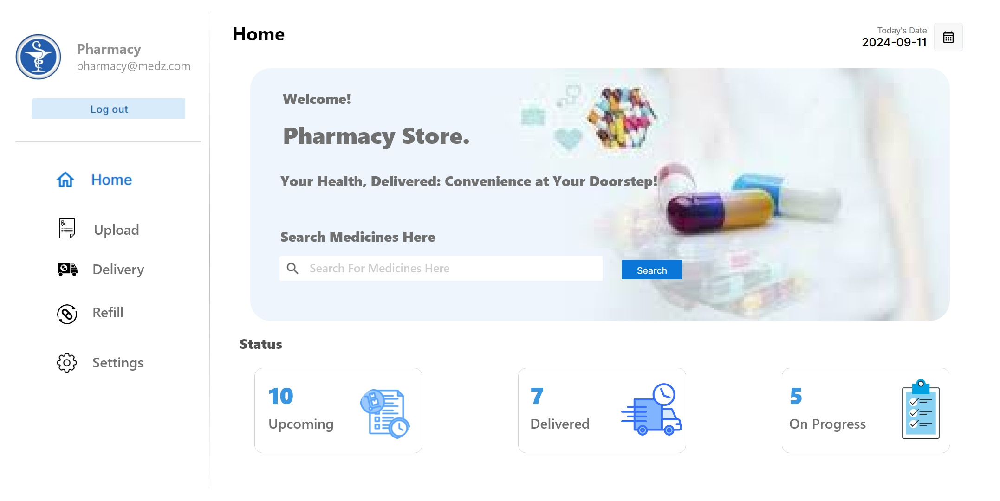 Pharmacy
pharmacy@medz.com
Log out
Home
Upload
Delivery
Refill
Settings
Home
Today's Date
2024-09-11
Welcome!
Pharmacy Store.
Your Health, Delivered: Convenience at Your Doorstep!
Search Medicines Here
Search For Medicines Here
Search
Status
10
Upcoming
7
Delivered
5
On Progress